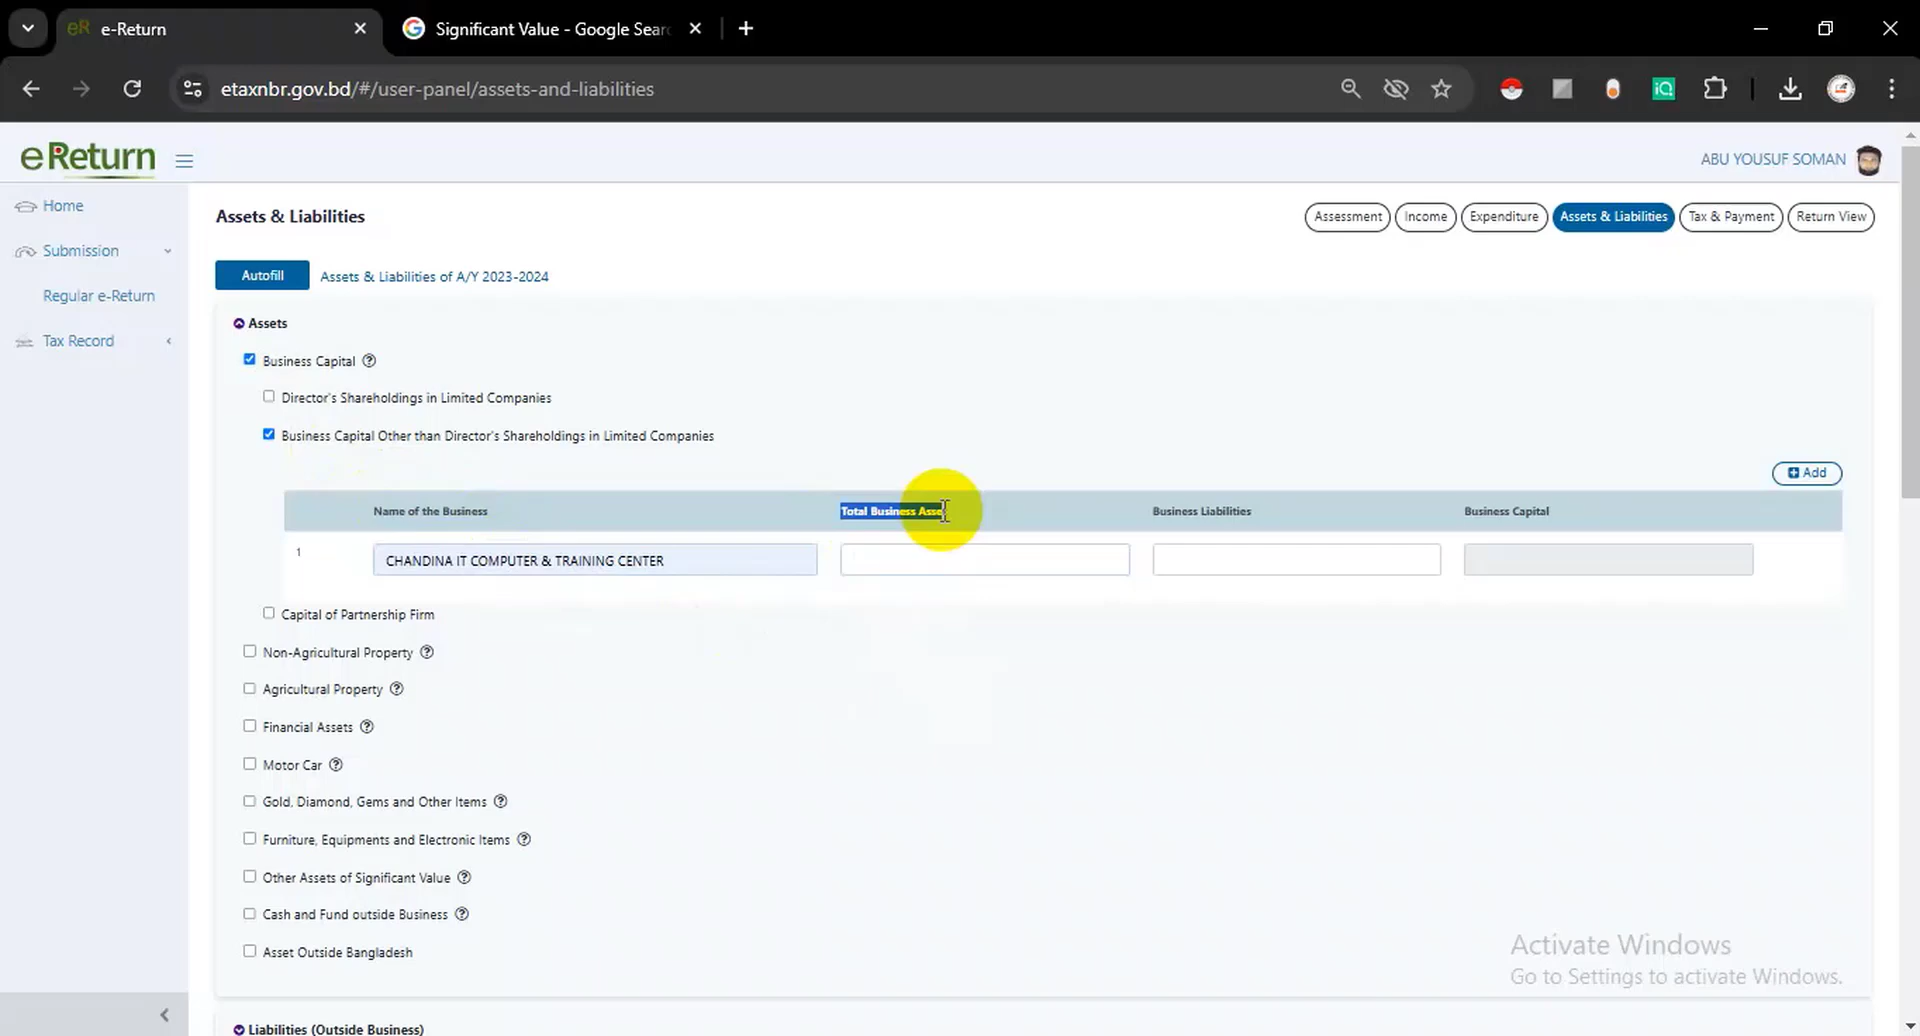 e-Return
Significant Value - Google Sear
etaxnbr.gov.bd/#/user-panel/assets-and-liabilities
eReturn
ABU YOUSUF SOMAN
Home
Submission
Regular e-Return
Tax Record
Assets & Liabilities
Assessment
Income
Expenditure
Assets & Liabilities
Tax & Payment
Return View
Autofill
Assets & Liabilities of A/Y 2023-2024
Assets
Business Capital
Director's Shareholdings in Limited Companies
Business Capital Other than Director's Shareholdings in Limited Companies
Add
Name of the Business
Total Business Asse
Business Liabilities
Business Capital
1
CHANDINA IT COMPUTER & TRAINING CENTER
Capital of Partnership Firm
Non-Agricultural Property
Agricultural Property
Financial Assets
Motor Car
Gold, Diamond, Gems and Other Items
Furniture, Equipments and Electronic Items
Other Assets of Significant Value
Cash and Fund outside Business
Asset Outside Bangladesh
Activate Windows
Go to Settings to activate Windows.
Liabilities (Outside Business)